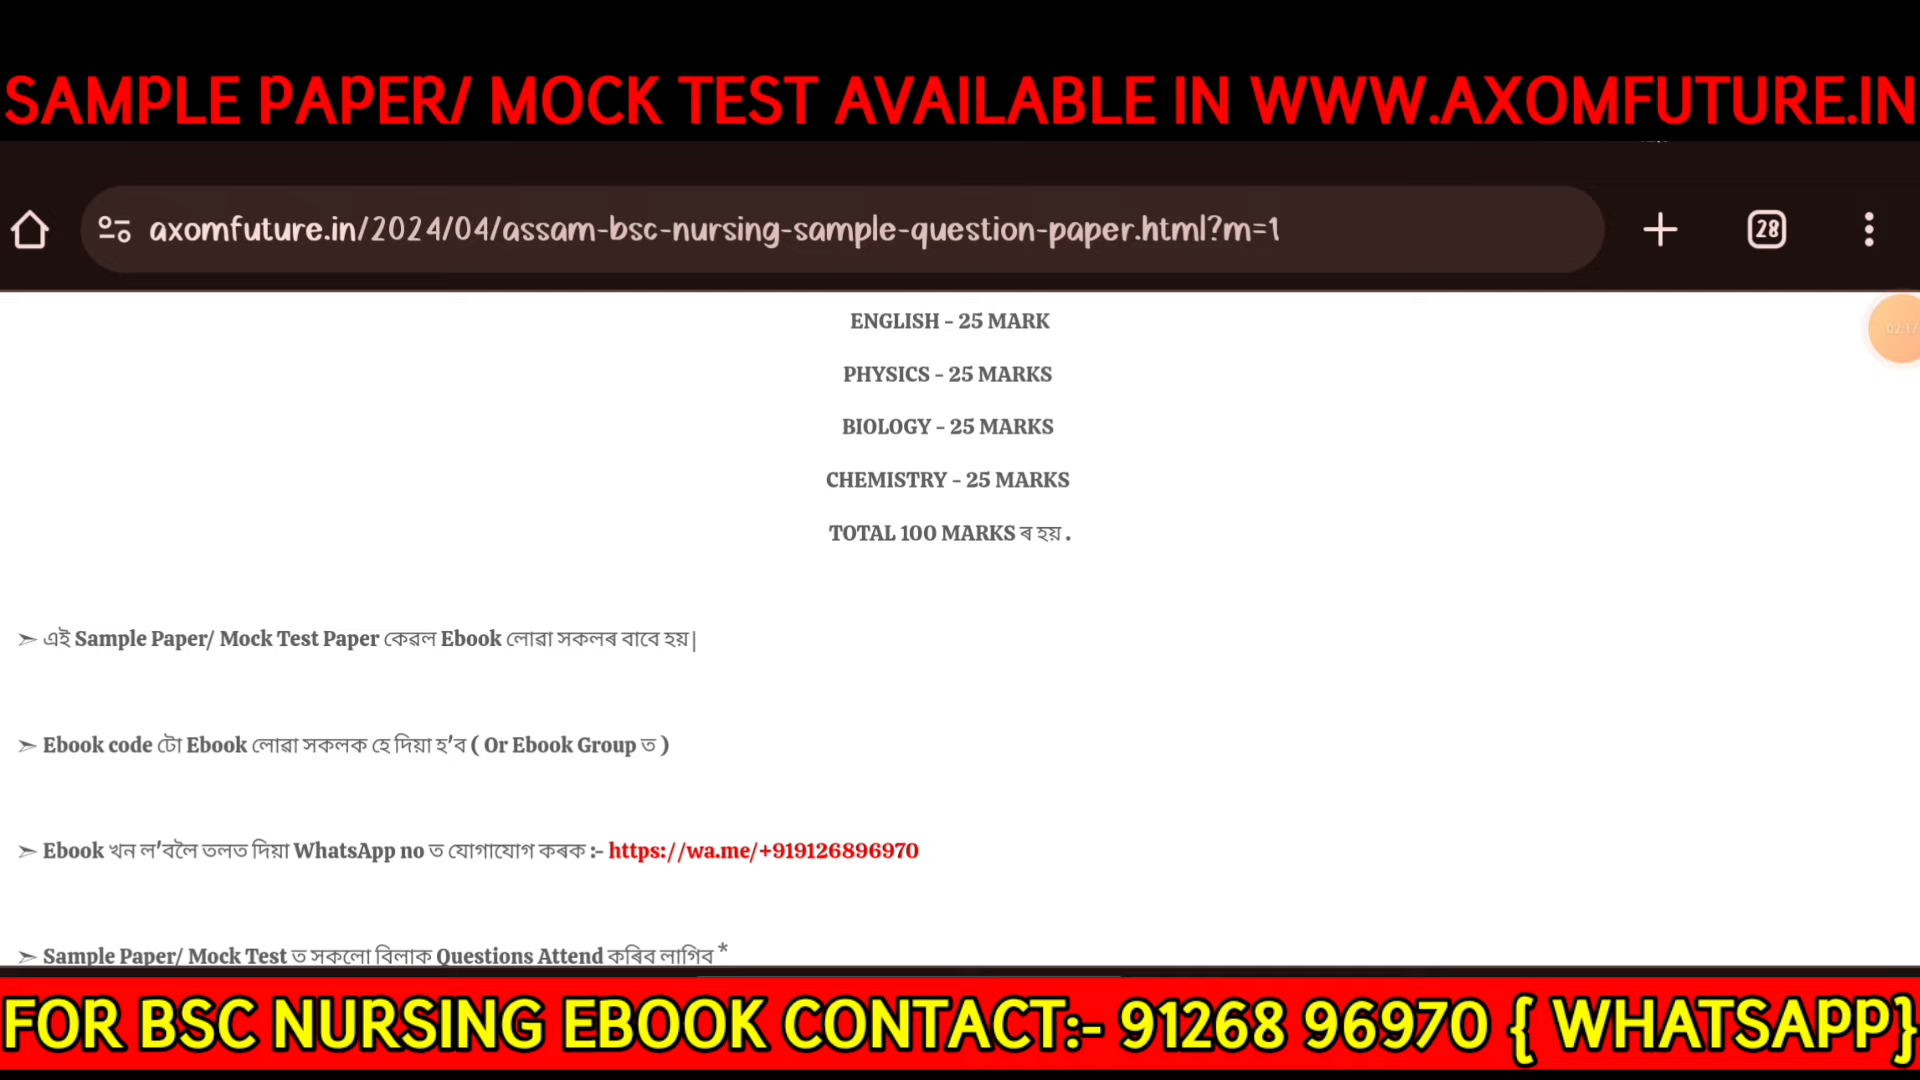 SAMPLE PAPER/ MOCK TEST AVAILABLE IN WWW.AXOMFUTURE.IN
axomfuture.in/2024/04/assam-bsc-nursing-sample-question-paper.html?m=1
28
ENGLISH - 25 MARK
02:17
PHYSICS - 25 MARKS
BIOLOGY - 25 MARKS
CHEMISTRY - 25 MARKS
TOTAL 100 MARKS ৰ হয় .
➣ এই Sample Paper/ Mock Test Paper কেৱল Ebook লোৱা সকলৰ বাবে হয়|
➣ Ebook code টো Ebook লোৱা সকলক হে দিয়া হ'ব ( Or Ebook Group ত )
➣ Ebook খন ল'বলৈ তলত দিয়া WhatsApp no ত যোগাযোগ কৰক :- https://wa.me/+919126896970
➣ Sample Paper/ Mock Test ত সকলো বিলাক Questions Attend কৰিব লাগিব *
FOR BSC NURSING EBOOK CONTACT:- 91268 96970 { WHATSAPP}